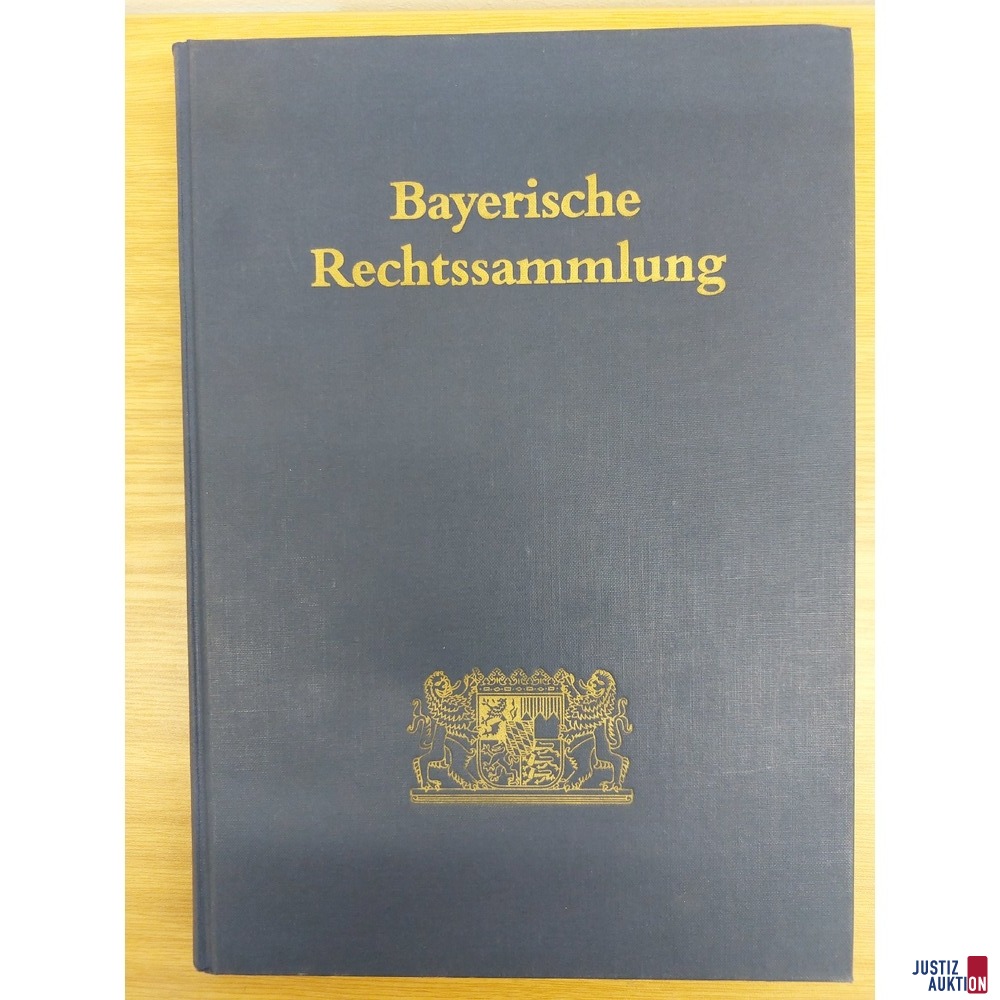 Bayerische
Rechtssammlung
JUSTIZ
AUKTION